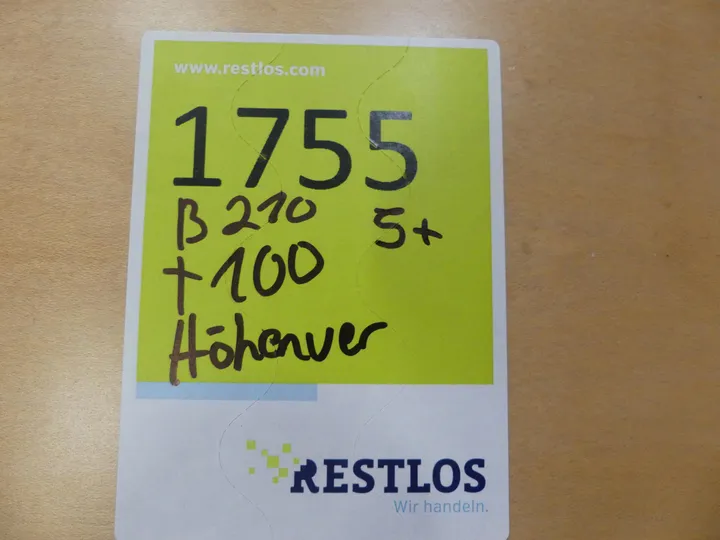 www.restlos.com
1755
B 210 5+
T 100
Höhenver
RESTLOS
Wir handeln.